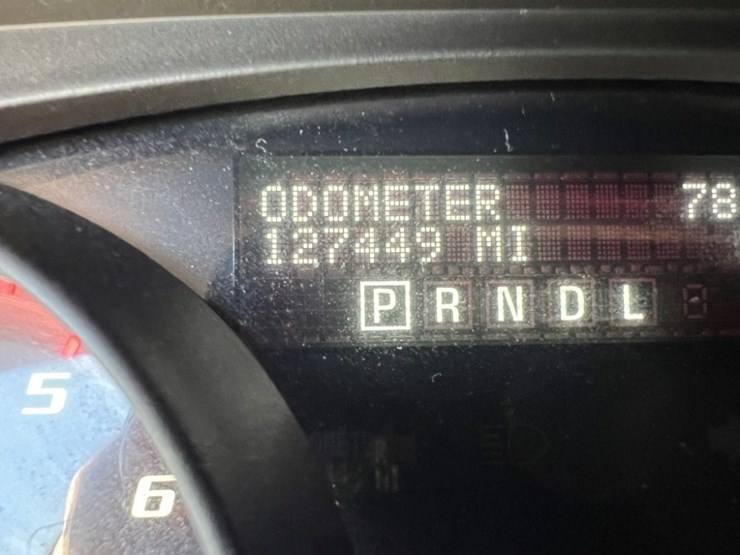 ODOMETER 78
127449 MI
P R N D L
5
6